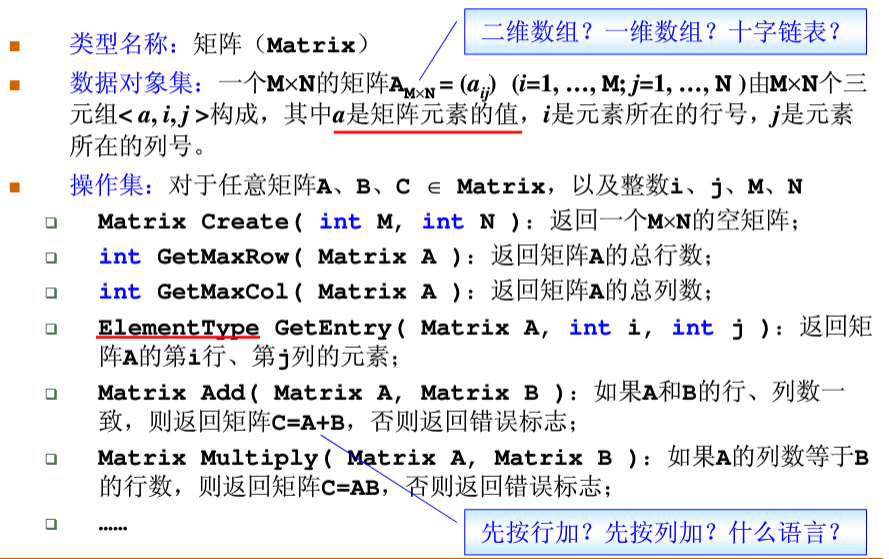 二维数组？一维数组？十字链表？
类型名称：矩阵（Matrix）
数据对象集：一个M×N的矩阵A_{M×N} = (a_{ij}) (i=1, …, M; j=1, …, N )由M×N个三
元组< a, i, j >构成，其中a是矩阵元素的值，i是元素所在的行号，j是元素
所在的列号。
操作集：对于任意矩阵A、B、C ∈ Matrix，以及整数i、j、M、N
Matrix Create( int M, int N )：返回一个M×N的空矩阵；
int GetMaxRow( Matrix A )：返回矩阵A的总行数；
int GetMaxCol( Matrix A )：返回矩阵A的总列数；
ElementType GetEntry( Matrix A, int i, int j )：返回矩
阵A的第i行、第j列的元素；
Matrix Add( Matrix A, Matrix B )：如果A和B的行、列数一
致，则返回矩阵C=A+B，否则返回错误标志；
Matrix Multiply( Matrix A, Matrix B )：如果A的列数等于B
的行数，则返回矩阵C=AB，否则返回错误标志；
……
先按行加？先按列加？什么语言？